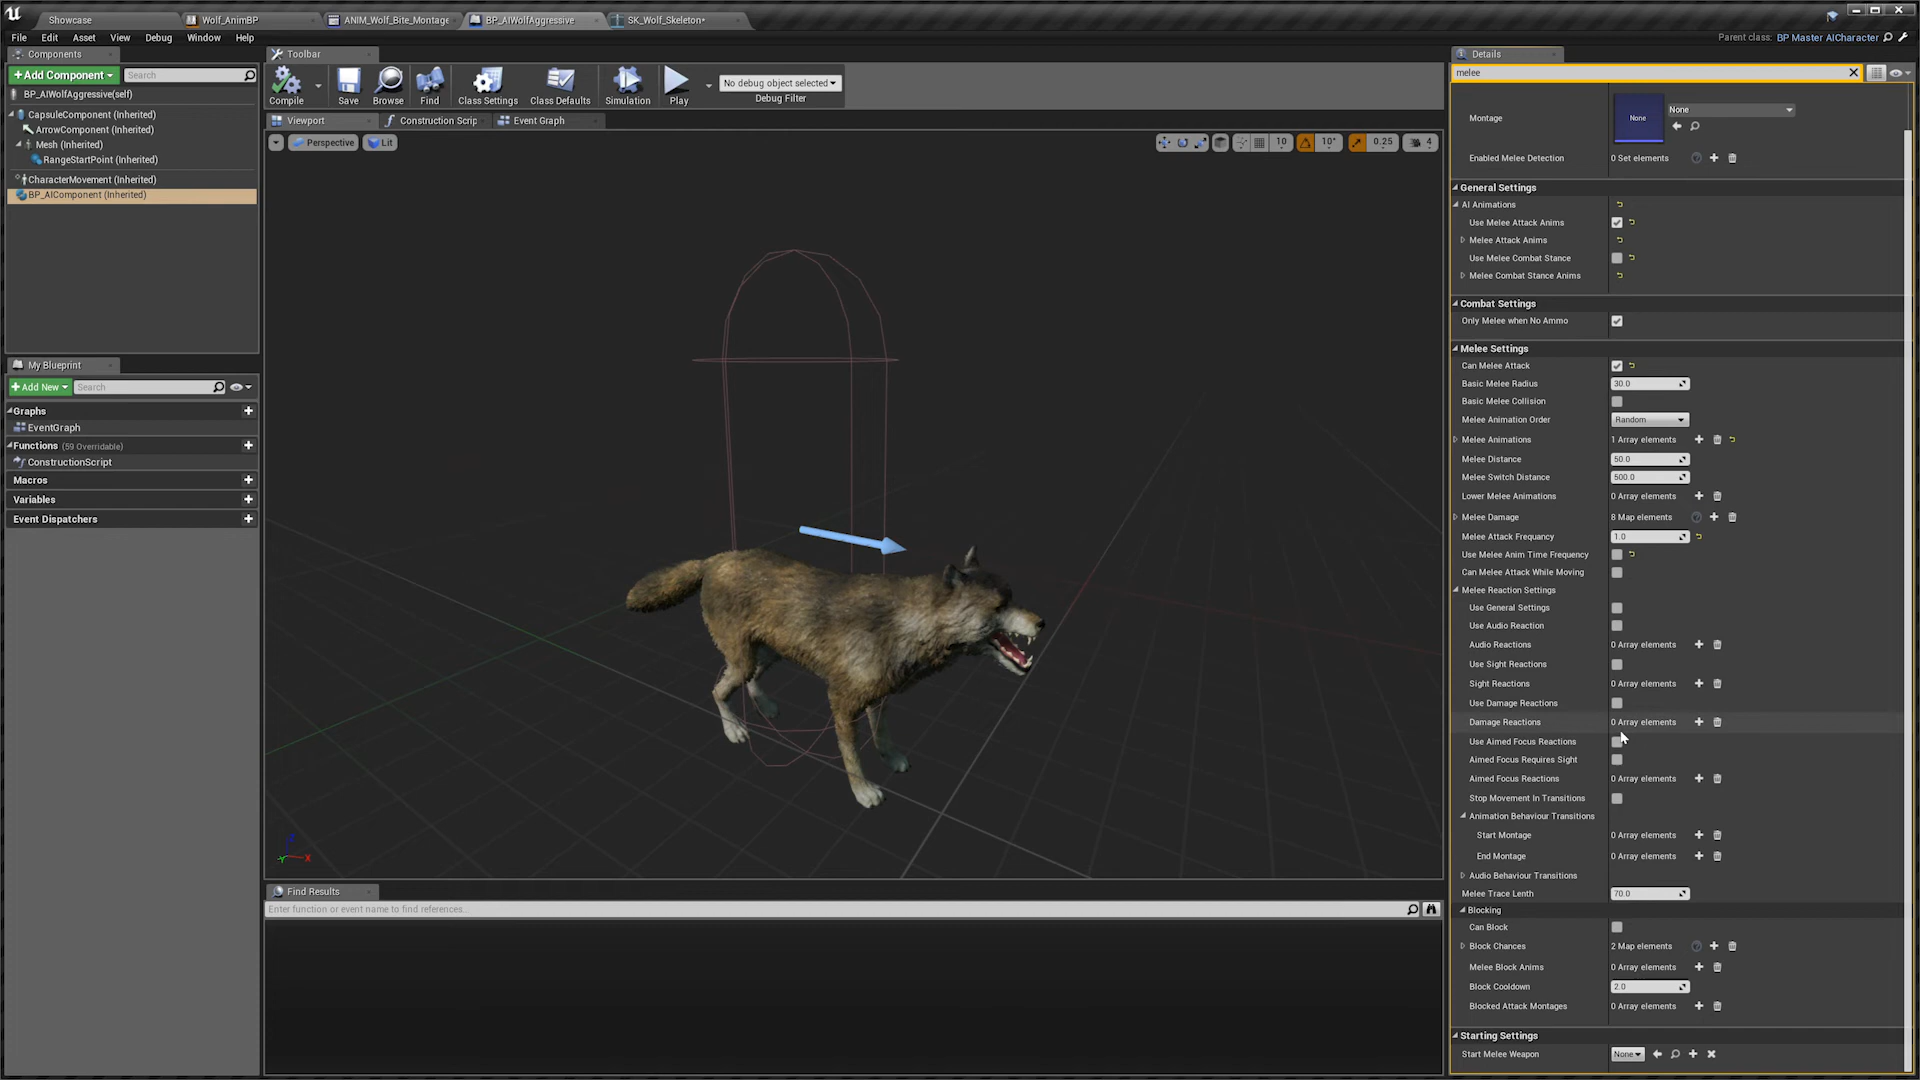 Showcase
Wolf_AnimBP
ANIM_Wolf_Bite_Montage
BP_AIWolfAggressive
SK_Wolf_Skeleton*
File Edit Asset View Debug Window Help
Parent class: BP Master AICharacter
Components
+Add Component
Search
BP_AIWolfAggressive(self)
CapsuleComponent (Inherited)
ArrowComponent (Inherited)
Mesh (Inherited)
RangeStartPoint (Inherited)
CharacterMovement (Inherited)
BP_AIComponent (Inherited)
My Blueprint
+Add New
Search
Graphs
EventGraph
Functions (59 Overridable)
ConstructionScript
Macros
Variables
Event Dispatchers
Toolbar
Compile
Save
Browse
Find
Class Settings
Class Defaults
Simulation
Play
No debug object selected
Debug Filter
Viewport
Construction Scrip
Event Graph
Perspective
Lit
10
10°
0.25
4
Z
Y
X
Find Results
Enter function or event name to find references...
Details
melee
Montage
None
None
Enabled Melee Detection 0 Set elements
General Settings
AI Animations
Use Melee Attack Anims
Melee Attack Anims
Use Melee Combat Stance
Melee Combat Stance Anims
Combat Settings
Only Melee when No Ammo
Melee Settings
Can Melee Attack
Basic Melee Radius 30.0
Basic Melee Collision
Melee Animation Order Random
Melee Animations 1 Array elements
Melee Distance 50.0
Melee Switch Distance 500.0
Lower Melee Animations 0 Array elements
Melee Damage 8 Map elements
Melee Attack Frequency 1.0
Use Melee Anim Time Frequency
Can Melee Attack While Moving
Melee Reaction Settings
Use General Settings
Use Audio Reaction
Audio Reactions 0 Array elements
Use Sight Reactions
Sight Reactions 0 Array elements
Use Damage Reactions
Damage Reactions 0 Array elements
Use Aimed Focus Reactions
Aimed Focus Requires Sight
Aimed Focus Reactions 0 Array elements
Stop Movement In Transitions
Animation Behaviour Transitions
Start Montage 0 Array elements
End Montage 0 Array elements
Audio Behaviour Transitions
Melee Trace Lenth 70.0
Blocking
Can Block
Block Chances 2 Map elements
Melee Block Anims 0 Array elements
Block Cooldown 2.0
Blocked Attack Montages 0 Array elements
Starting Settings
Start Melee Weapon None